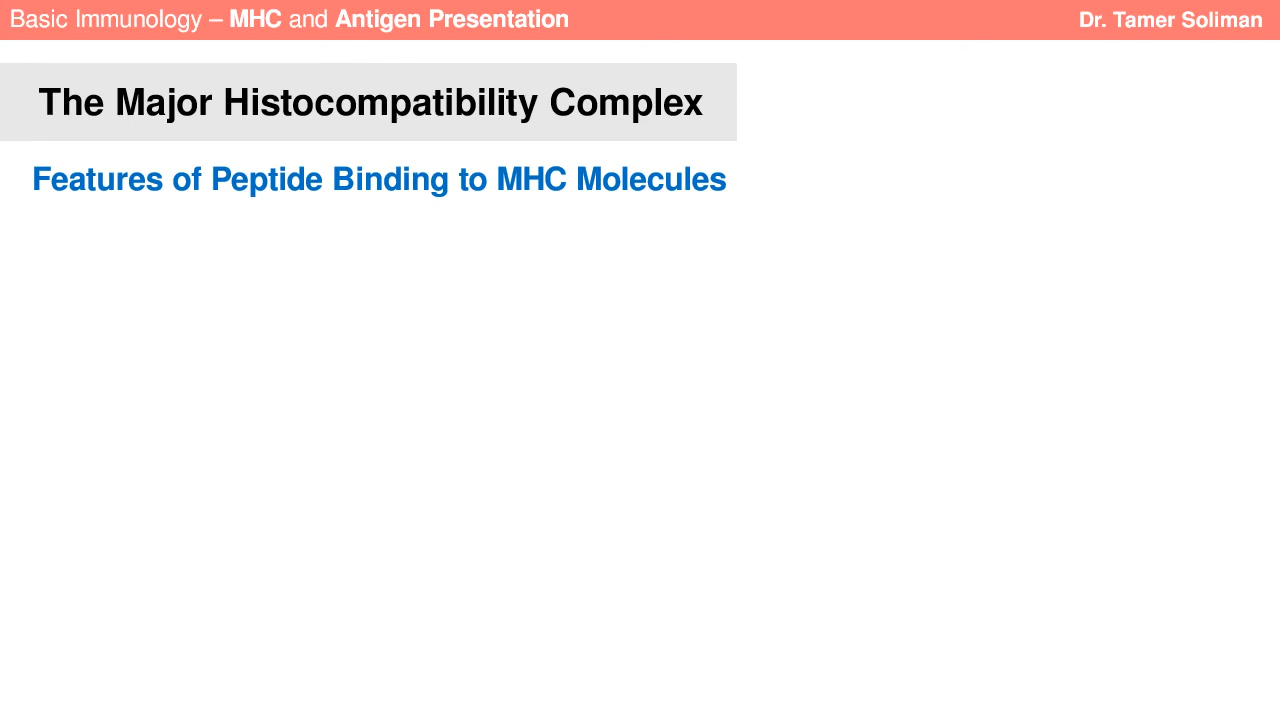 Basic Immunology – MHC and Antigen Presentation
Dr. Tamer Soliman
The Major Histocompatibility Complex
Features of Peptide Binding to MHC Molecules